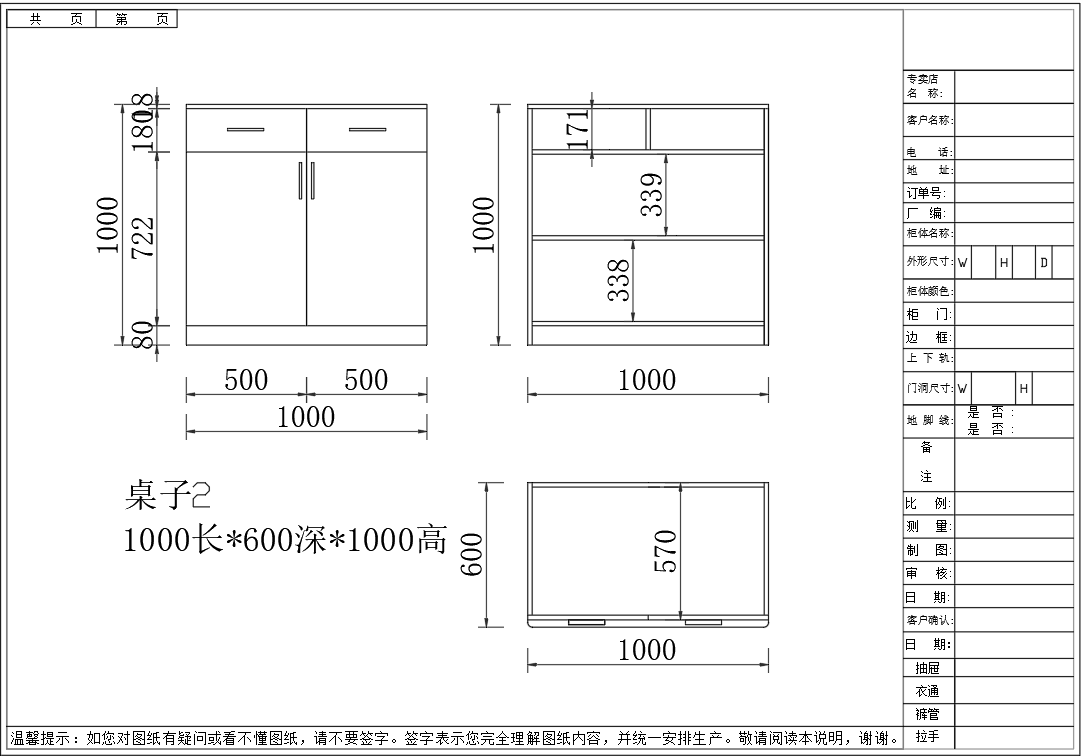 共 页 第 页
18
180
722
80
1000
500 500
1000
171
339
338
1000
1000
桌子2
1000长*600深*1000高
600
570
1000
专卖店
名 称:
客户名称:
电 话:
地 址:
订单号:
厂 编:
柜体名称:
外形尺寸: W H D
柜体颜色:
柜 门:
边 框:
上 下 轨:
门洞尺寸: W H
地 脚 线: 是 否 :
是 否 :
备
注
比 例:
测 量:
制 图:
审 核:
日 期:
客户确认:
日 期:
抽屉
衣通
裤管
拉手
温馨提示：如您对图纸有疑问或看不懂图纸，请不要签字。签字表示您完全理解图纸内容，并统一安排生产。敬请阅读本说明，谢谢。